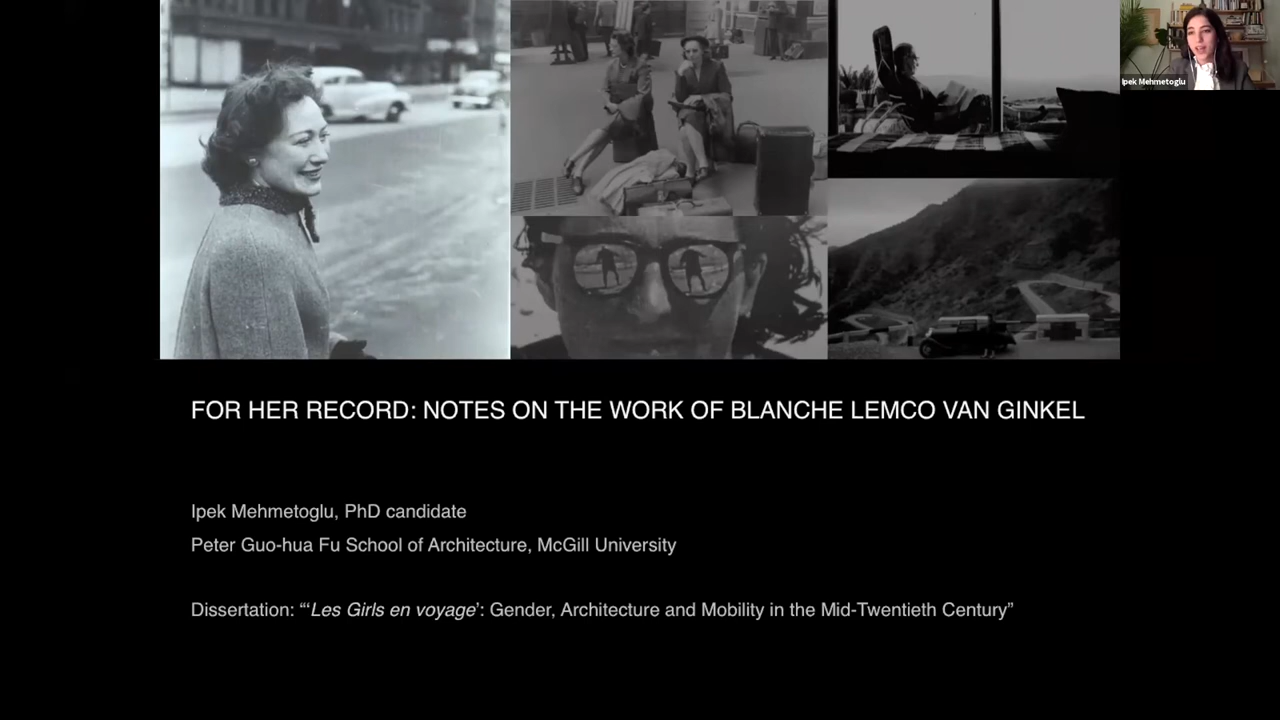 Ipek Mehmetoglu
FOR HER RECORD: NOTES ON THE WORK OF BLANCHE LEMCO VAN GINKEL
Ipek Mehmetoglu, PhD candidate
Peter Guo-hua Fu School of Architecture, McGill University
Dissertation: “‘Les Girls en voyage’: Gender, Architecture and Mobility in the Mid-Twentieth Century”